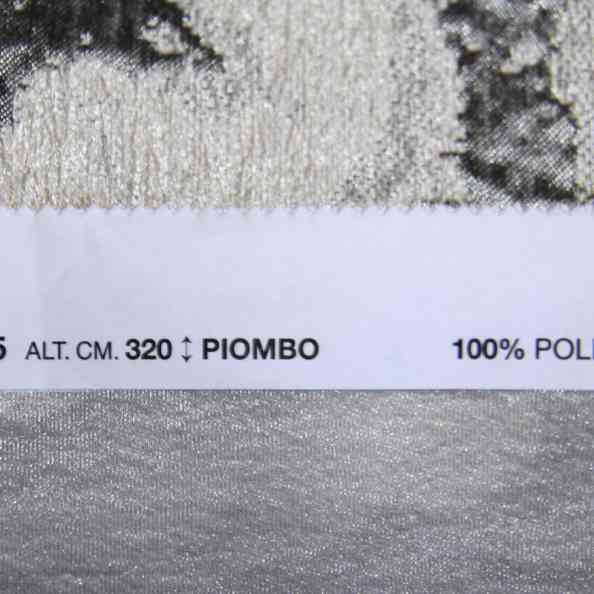 5 ALT. CM. 320 ↕ PIOMBO 100% POLI